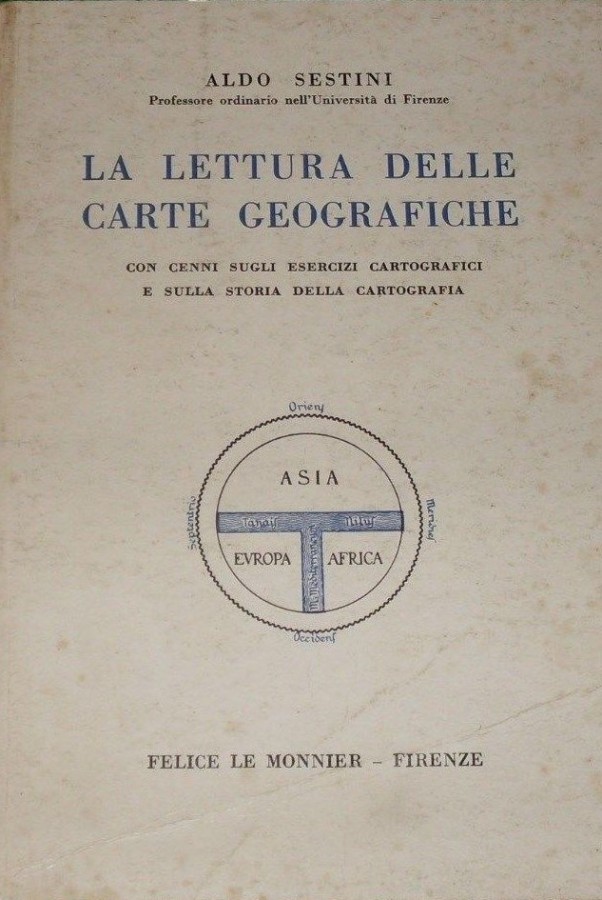 ALDO SESTINI
Professore ordinario nell'Università di Firenze
LA LETTURA DELLE
CARTE GEOGRAFICHE
CON CENNI SUGLI ESERCIZI CARTOGRAFICI
E SULLA STORIA DELLA CARTOGRAFIA
Oriens
ASIA
Septentrio
Tanais
Nilus
Meridies
EVROPA
AFRICA
M. Mediterraneum
Occidens
FELICE LE MONNIER – FIRENZE